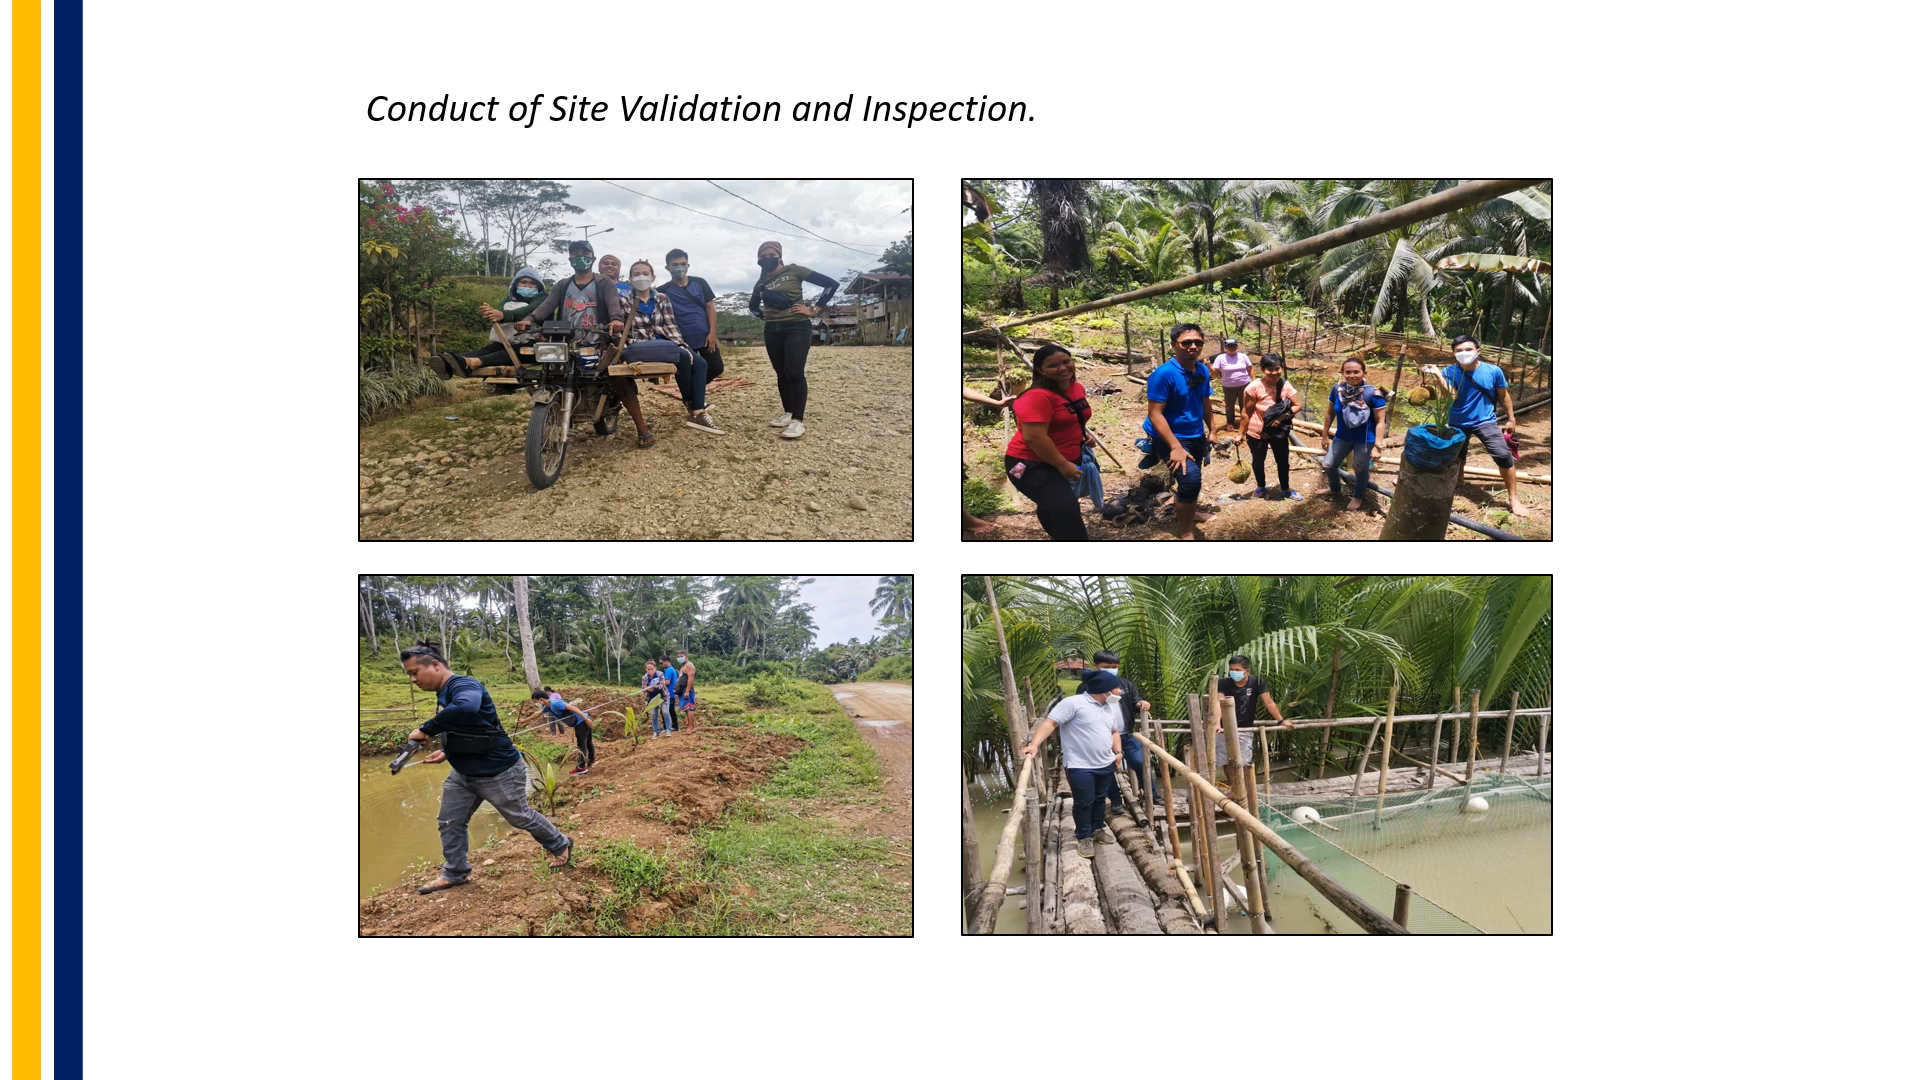 Conduct of Site Validation and Inspection.